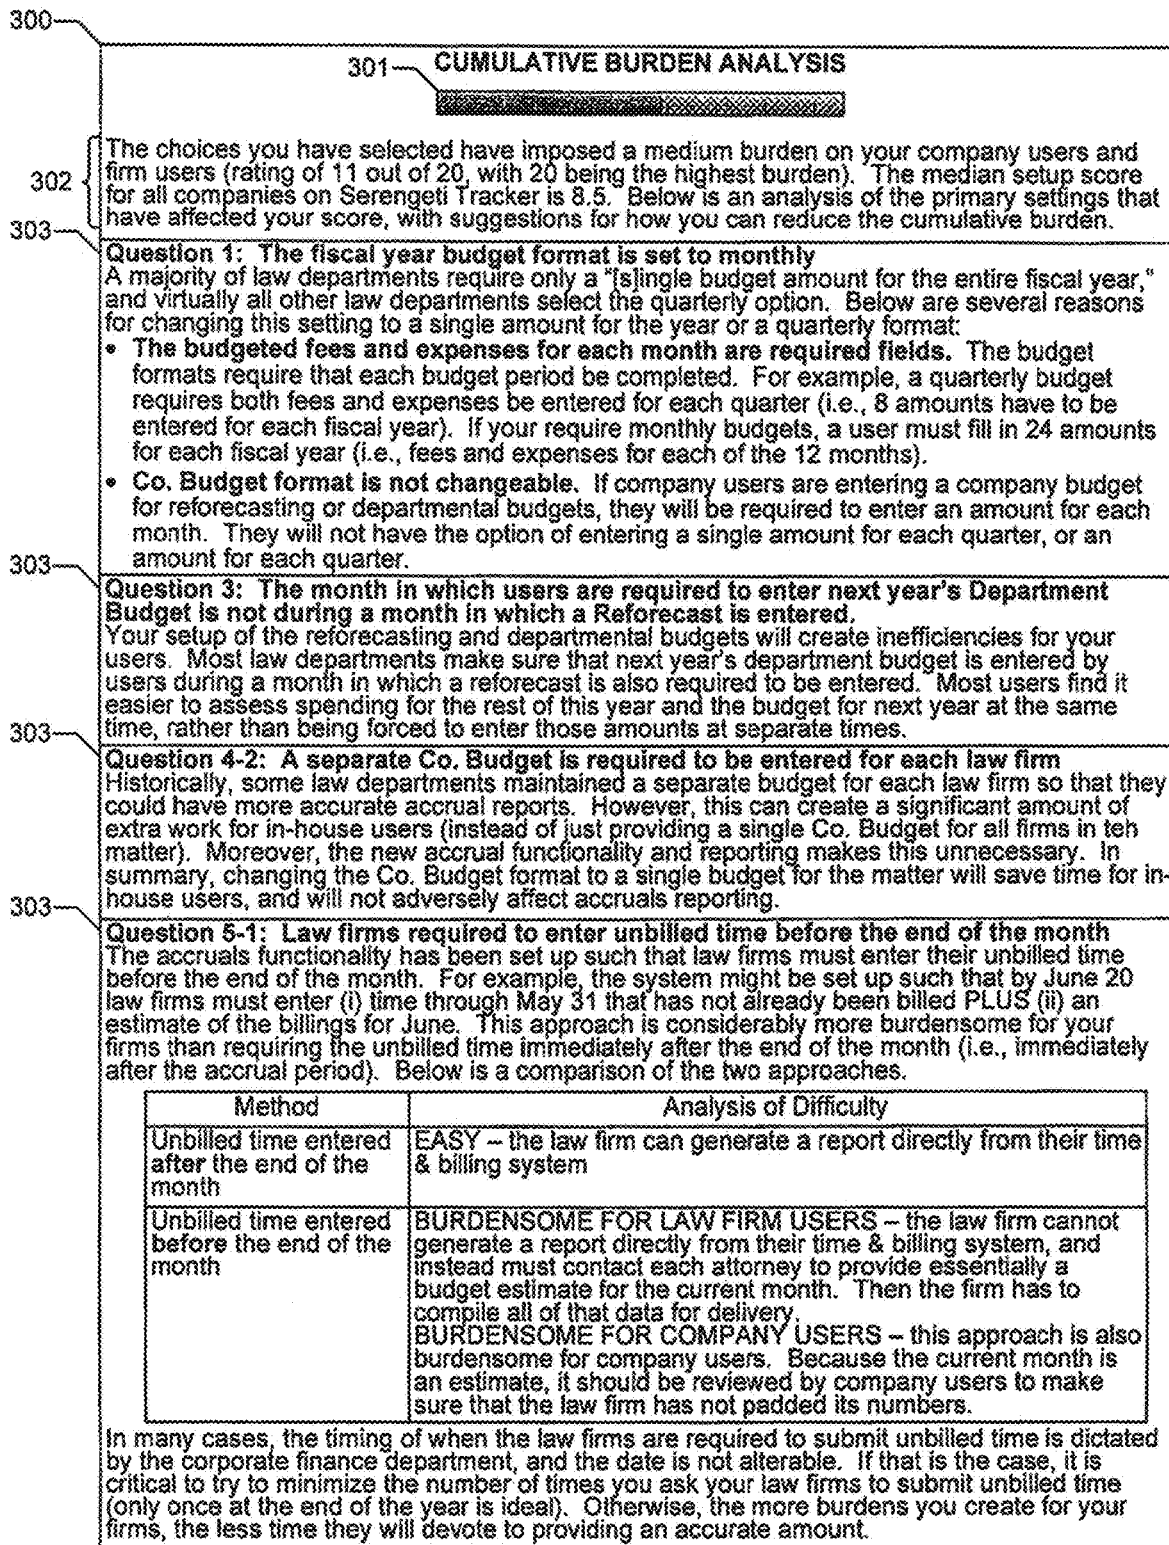 300
CUMULATIVE BURDEN ANALYSIS
301
302
The choices you have selected have imposed a medium burden on your company users and
firm users (rating of 11 out of 20, with 20 being the highest burden). The median setup score
for all companies on Serengeti Tracker is 8.5. Below is an analysis of the primary settings that
have affected your score, with suggestions for how you can reduce the cumulative burden.
303
Question 1: The fiscal year budget format is set to monthly
A majority of law departments require only a "[s]ingle budget amount for the entire fiscal year,"
and virtually all other law departments select the quarterly option. Below are several reasons
for changing this setting to a single amount for the year or a quarterly format:
• The budgeted fees and expenses for each month are required fields. The budget
formats require that each budget period be completed. For example, a quarterly budget
requires both fees and expenses be entered for each quarter (i.e., 8 amounts have to be
entered for each fiscal year). If your require monthly budgets, a user must fill in 24 amounts
for each fiscal year (i.e., fees and expenses for each of the 12 months).
• Co. Budget format is not changeable. If company users are entering a company budget
for reforecasting or departmental budgets, they will be required to enter an amount for each
month. They will not have the option of entering a single amount for each quarter, or an
amount for each quarter.
303
Question 3: The month in which users are required to enter next year's Department
Budget is not during a month in which a Reforecast is entered.
Your setup of the reforecasting and departmental budgets will create inefficiencies for your
users. Most law departments make sure that next year's department budget is entered by
users during a month in which a reforecast is also required to be entered. Most users find it
easier to assess spending for the rest of this year and the budget for next year at the same
time, rather than being forced to enter those amounts at separate times.
303
Question 4-2: A separate Co. Budget is required to be entered for each law firm
Historically, some law departments maintained a separate budget for each law firm so that they
could have more accurate accrual reports. However, this can create a significant amount of
extra work for in-house users (instead of just providing a single Co. Budget for all firms in teh
matter). Moreover, the new accrual functionality and reporting makes this unnecessary. In
summary, changing the Co. Budget format to a single budget for the matter will save time for in-
house users, and will not adversely affect accruals reporting.
303
Question 5-1: Law firms required to enter unbilled time before the end of the month
The accruals functionality has been set up such that law firms must enter their unbilled time
before the end of the month. For example, the system might be set up such that by June 20
law firms must enter (i) time through May 31 that has not already been billed PLUS (ii) an
estimate of the billings for June. This approach is considerably more burdensome for your
firms than requiring the unbilled time immediately after the end of the month (i.e., immediately
after the accrual period). Below is a comparison of the two approaches.
Method
Analysis of Difficulty
Unbilled time entered
after the end of the
month
EASY – the law firm can generate a report directly from their time
& billing system
Unbilled time entered
before the end of the
month
BURDENSOME FOR LAW FIRM USERS – the law firm cannot
generate a report directly from their time & billing system, and
instead must contact each attorney to provide essentially a
budget estimate for the current month. Then the firm has to
compile all of that data for delivery.
BURDENSOME FOR COMPANY USERS – this approach is also
burdensome for company users. Because the current month is
an estimate, it should be reviewed by company users to make
sure that the law firm has not padded its numbers.
In many cases, the timing of when the law firms are required to submit unbilled time is dictated
by the corporate finance department, and the date is not alterable. If that is the case, it is
critical to try to minimize the number of times you ask your law firms to submit unbilled time
(only once at the end of the year is ideal). Otherwise, the more burdens you create for your
firms, the less time they will devote to providing an accurate amount.